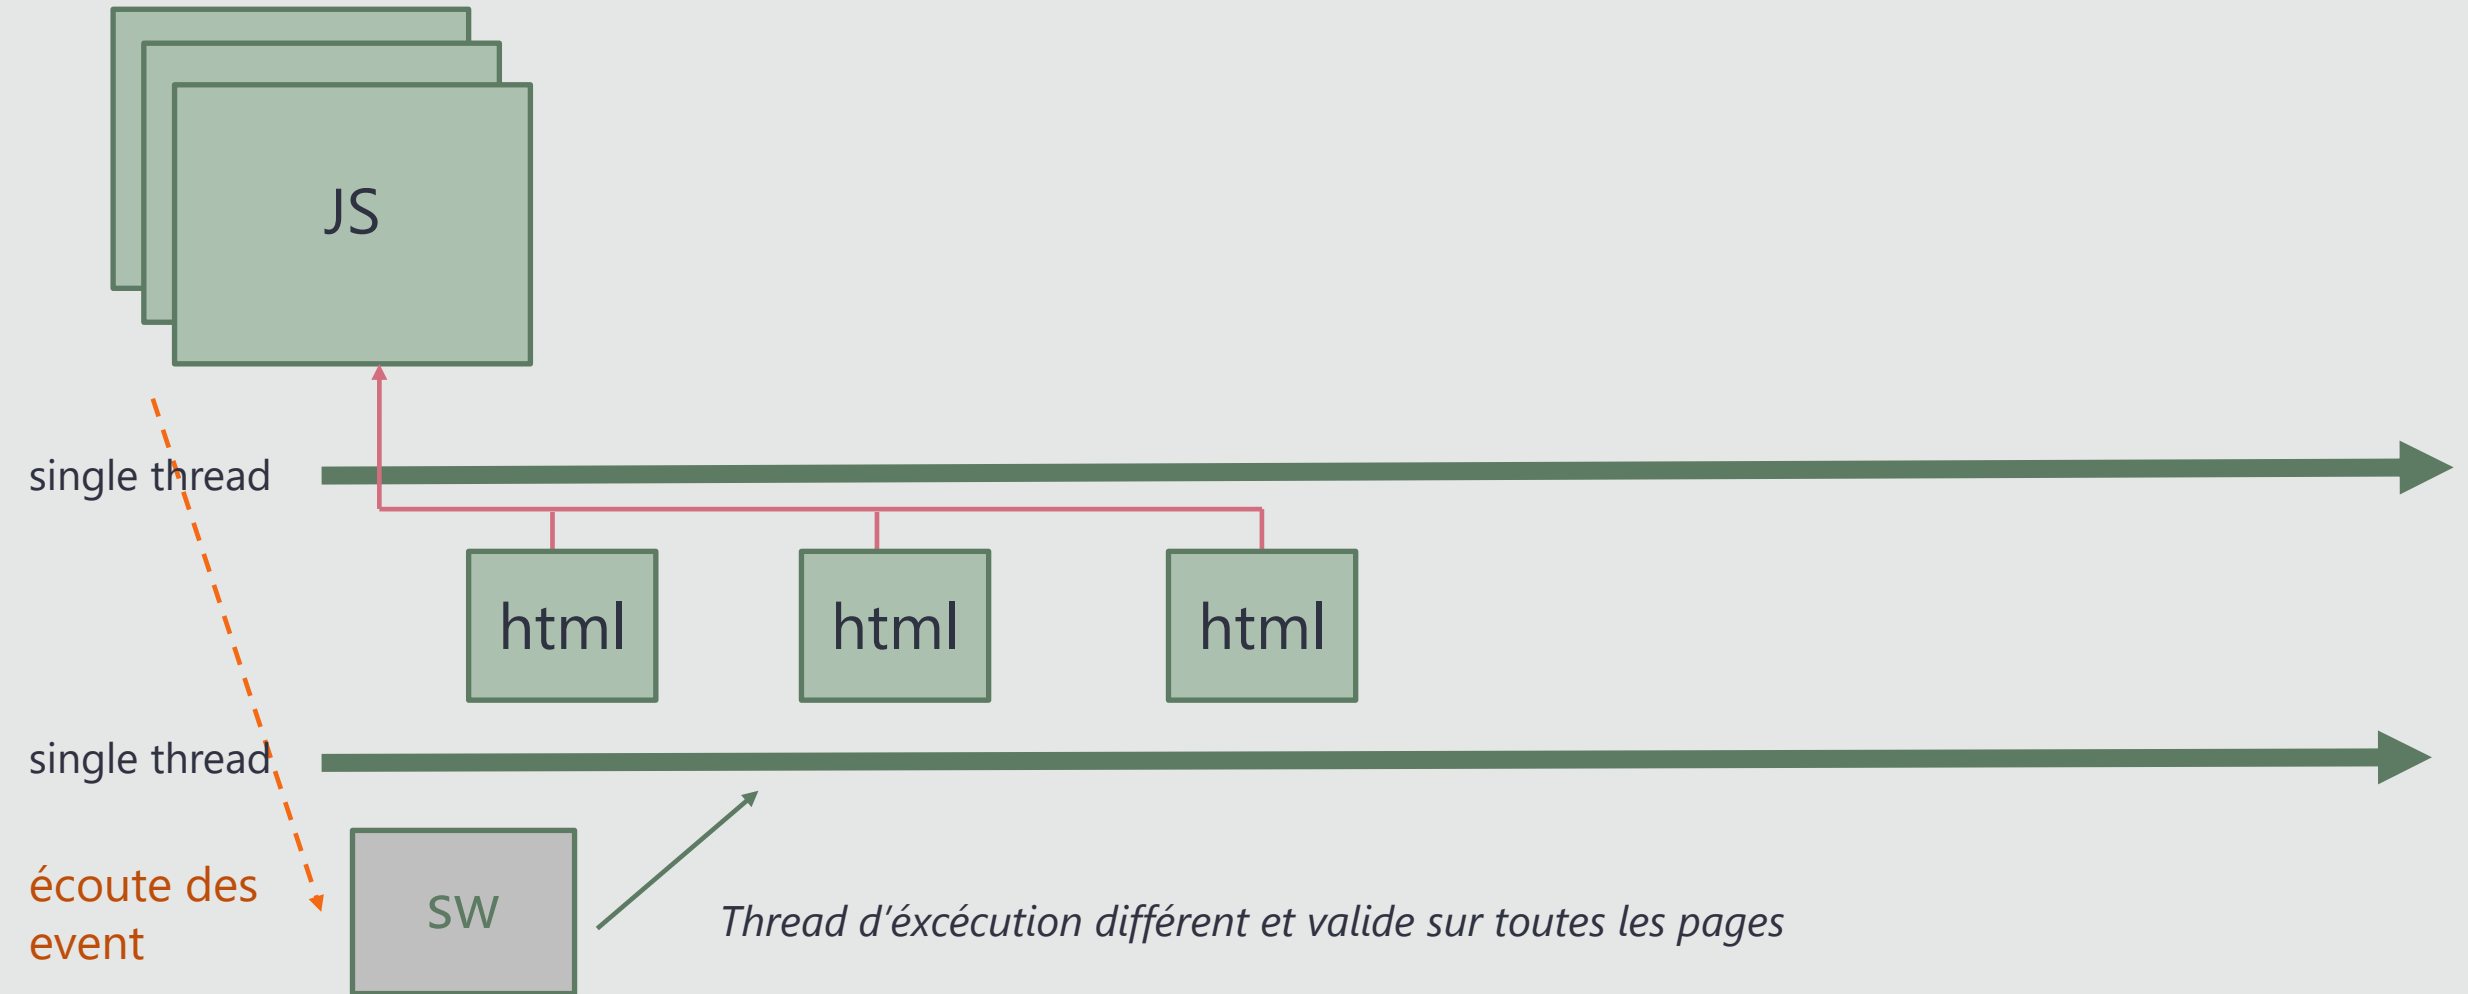 JS
single thread
html
html
html
single thread
écoute des
event
sw
Thread d’éxcécution différent et valide sur toutes les pages